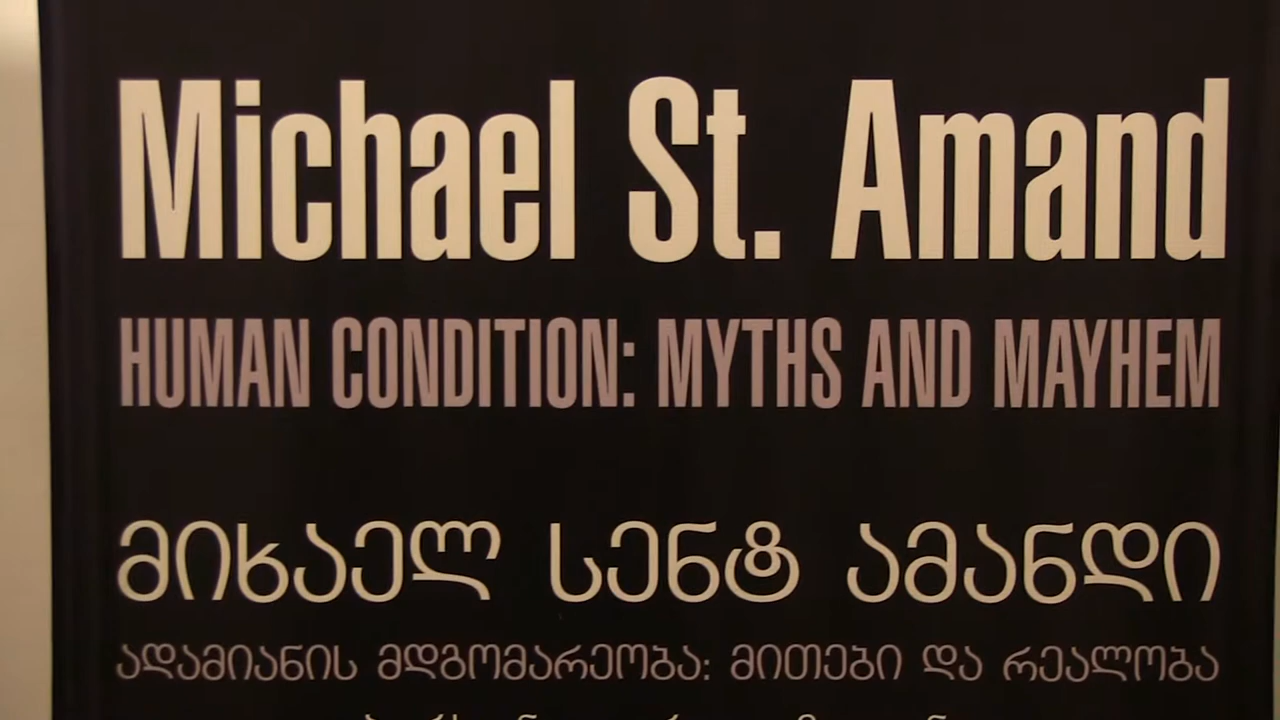 Michael St. Amand
HUMAN CONDITION: MYTHS AND MAYHEM
მიხაელ სენტ ამანდი
ადამიანის მდგომარეობა: მითები და რეალობა